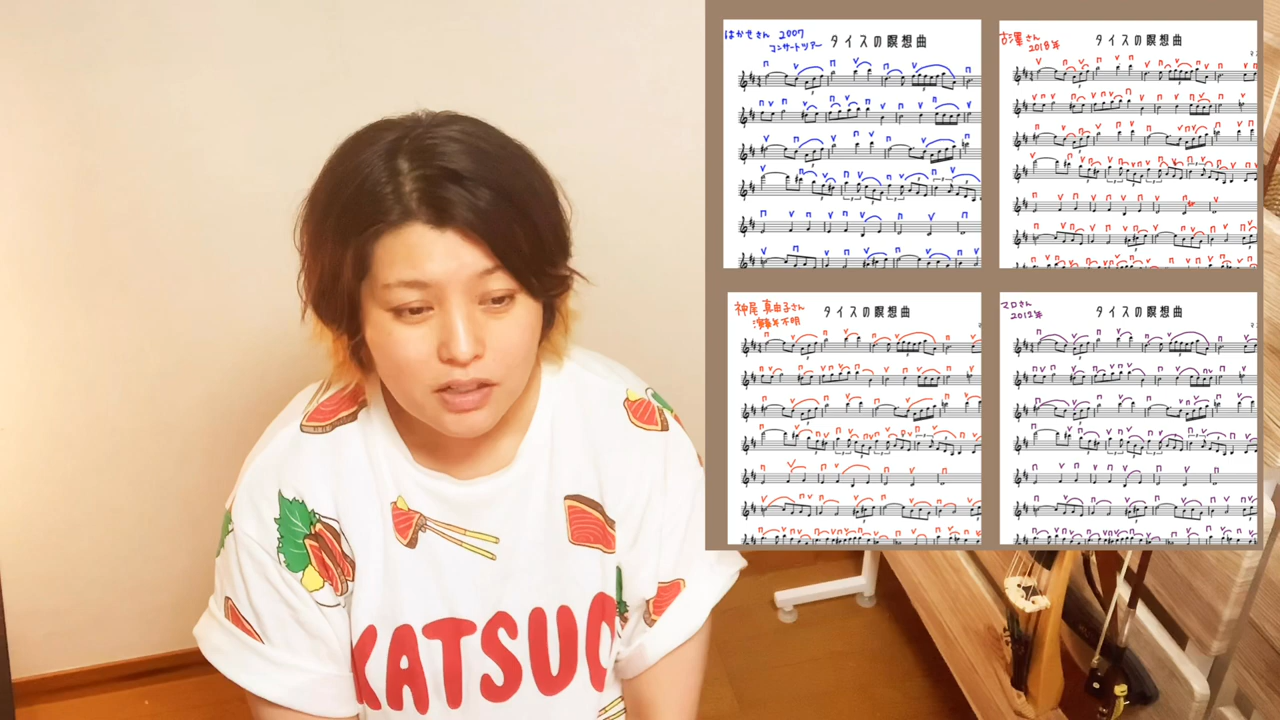 はかせさん 2007
コンサートツアー
タイスの瞑想曲
古澤さん
2018年
タイスの瞑想曲
神尾真由子さん
演奏年不明
タイスの瞑想曲
マロさん
2012年
タイスの瞑想曲
KATSUO